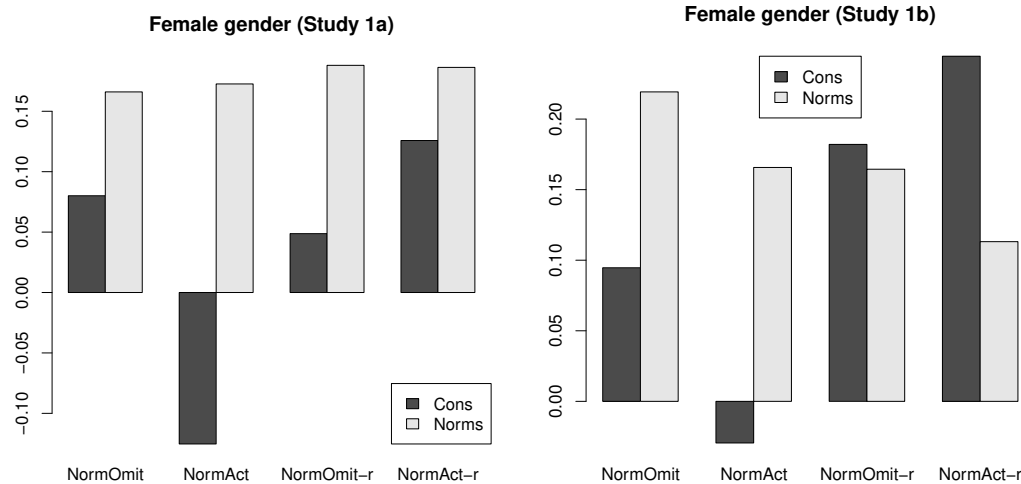 Female gender (Study 1a)
0.15
0.10
0.05
0.00
−0.05
−0.10
Cons
Norms
NormOmit NormAct NormOmit−r NormAct−r
Female gender (Study 1b)
Cons
Norms
0.20
0.15
0.10
0.05
0.00
NormOmit NormAct NormOmit−r NormAct−r